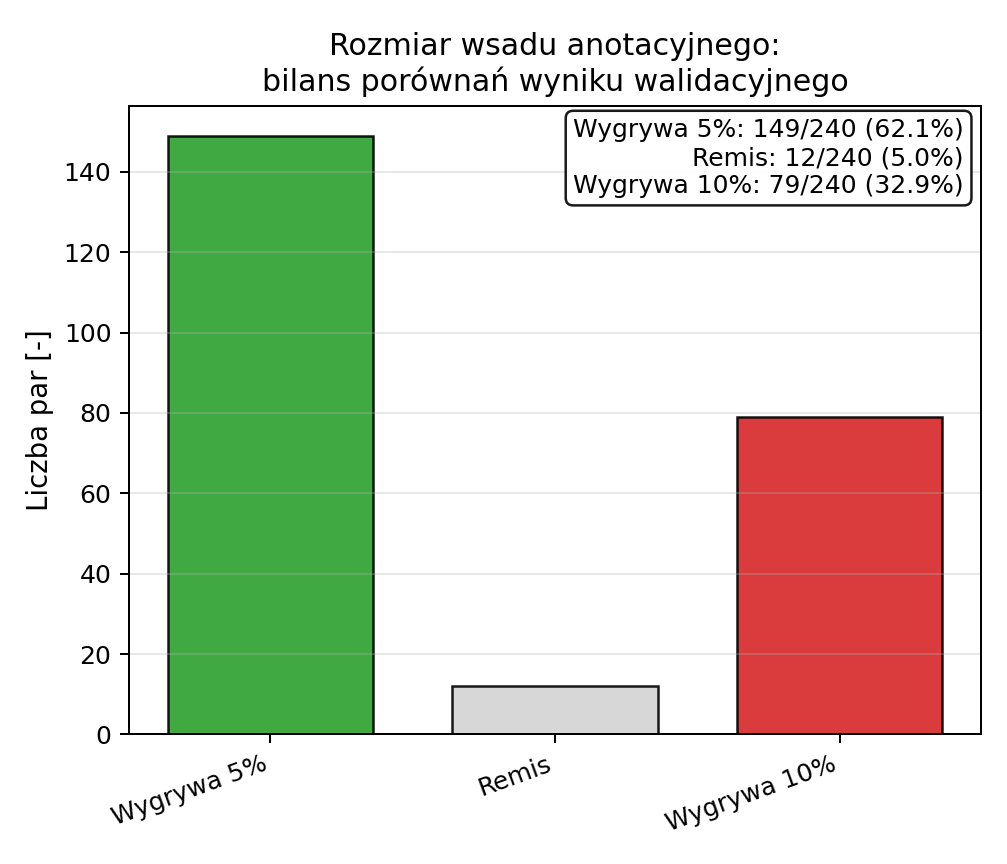 Rozmiar wsadu anotacyjnego:
bilans porównań wyniku walidacyjnego
Wygrywa 5%: 149/240 (62.1%)
Remis: 12/240 (5.0%)
Wygrywa 10%: 79/240 (32.9%)
Liczba par [-]
140
120
100
80
60
40
20
0
Wygrywa 5%
Remis
Wygrywa 10%